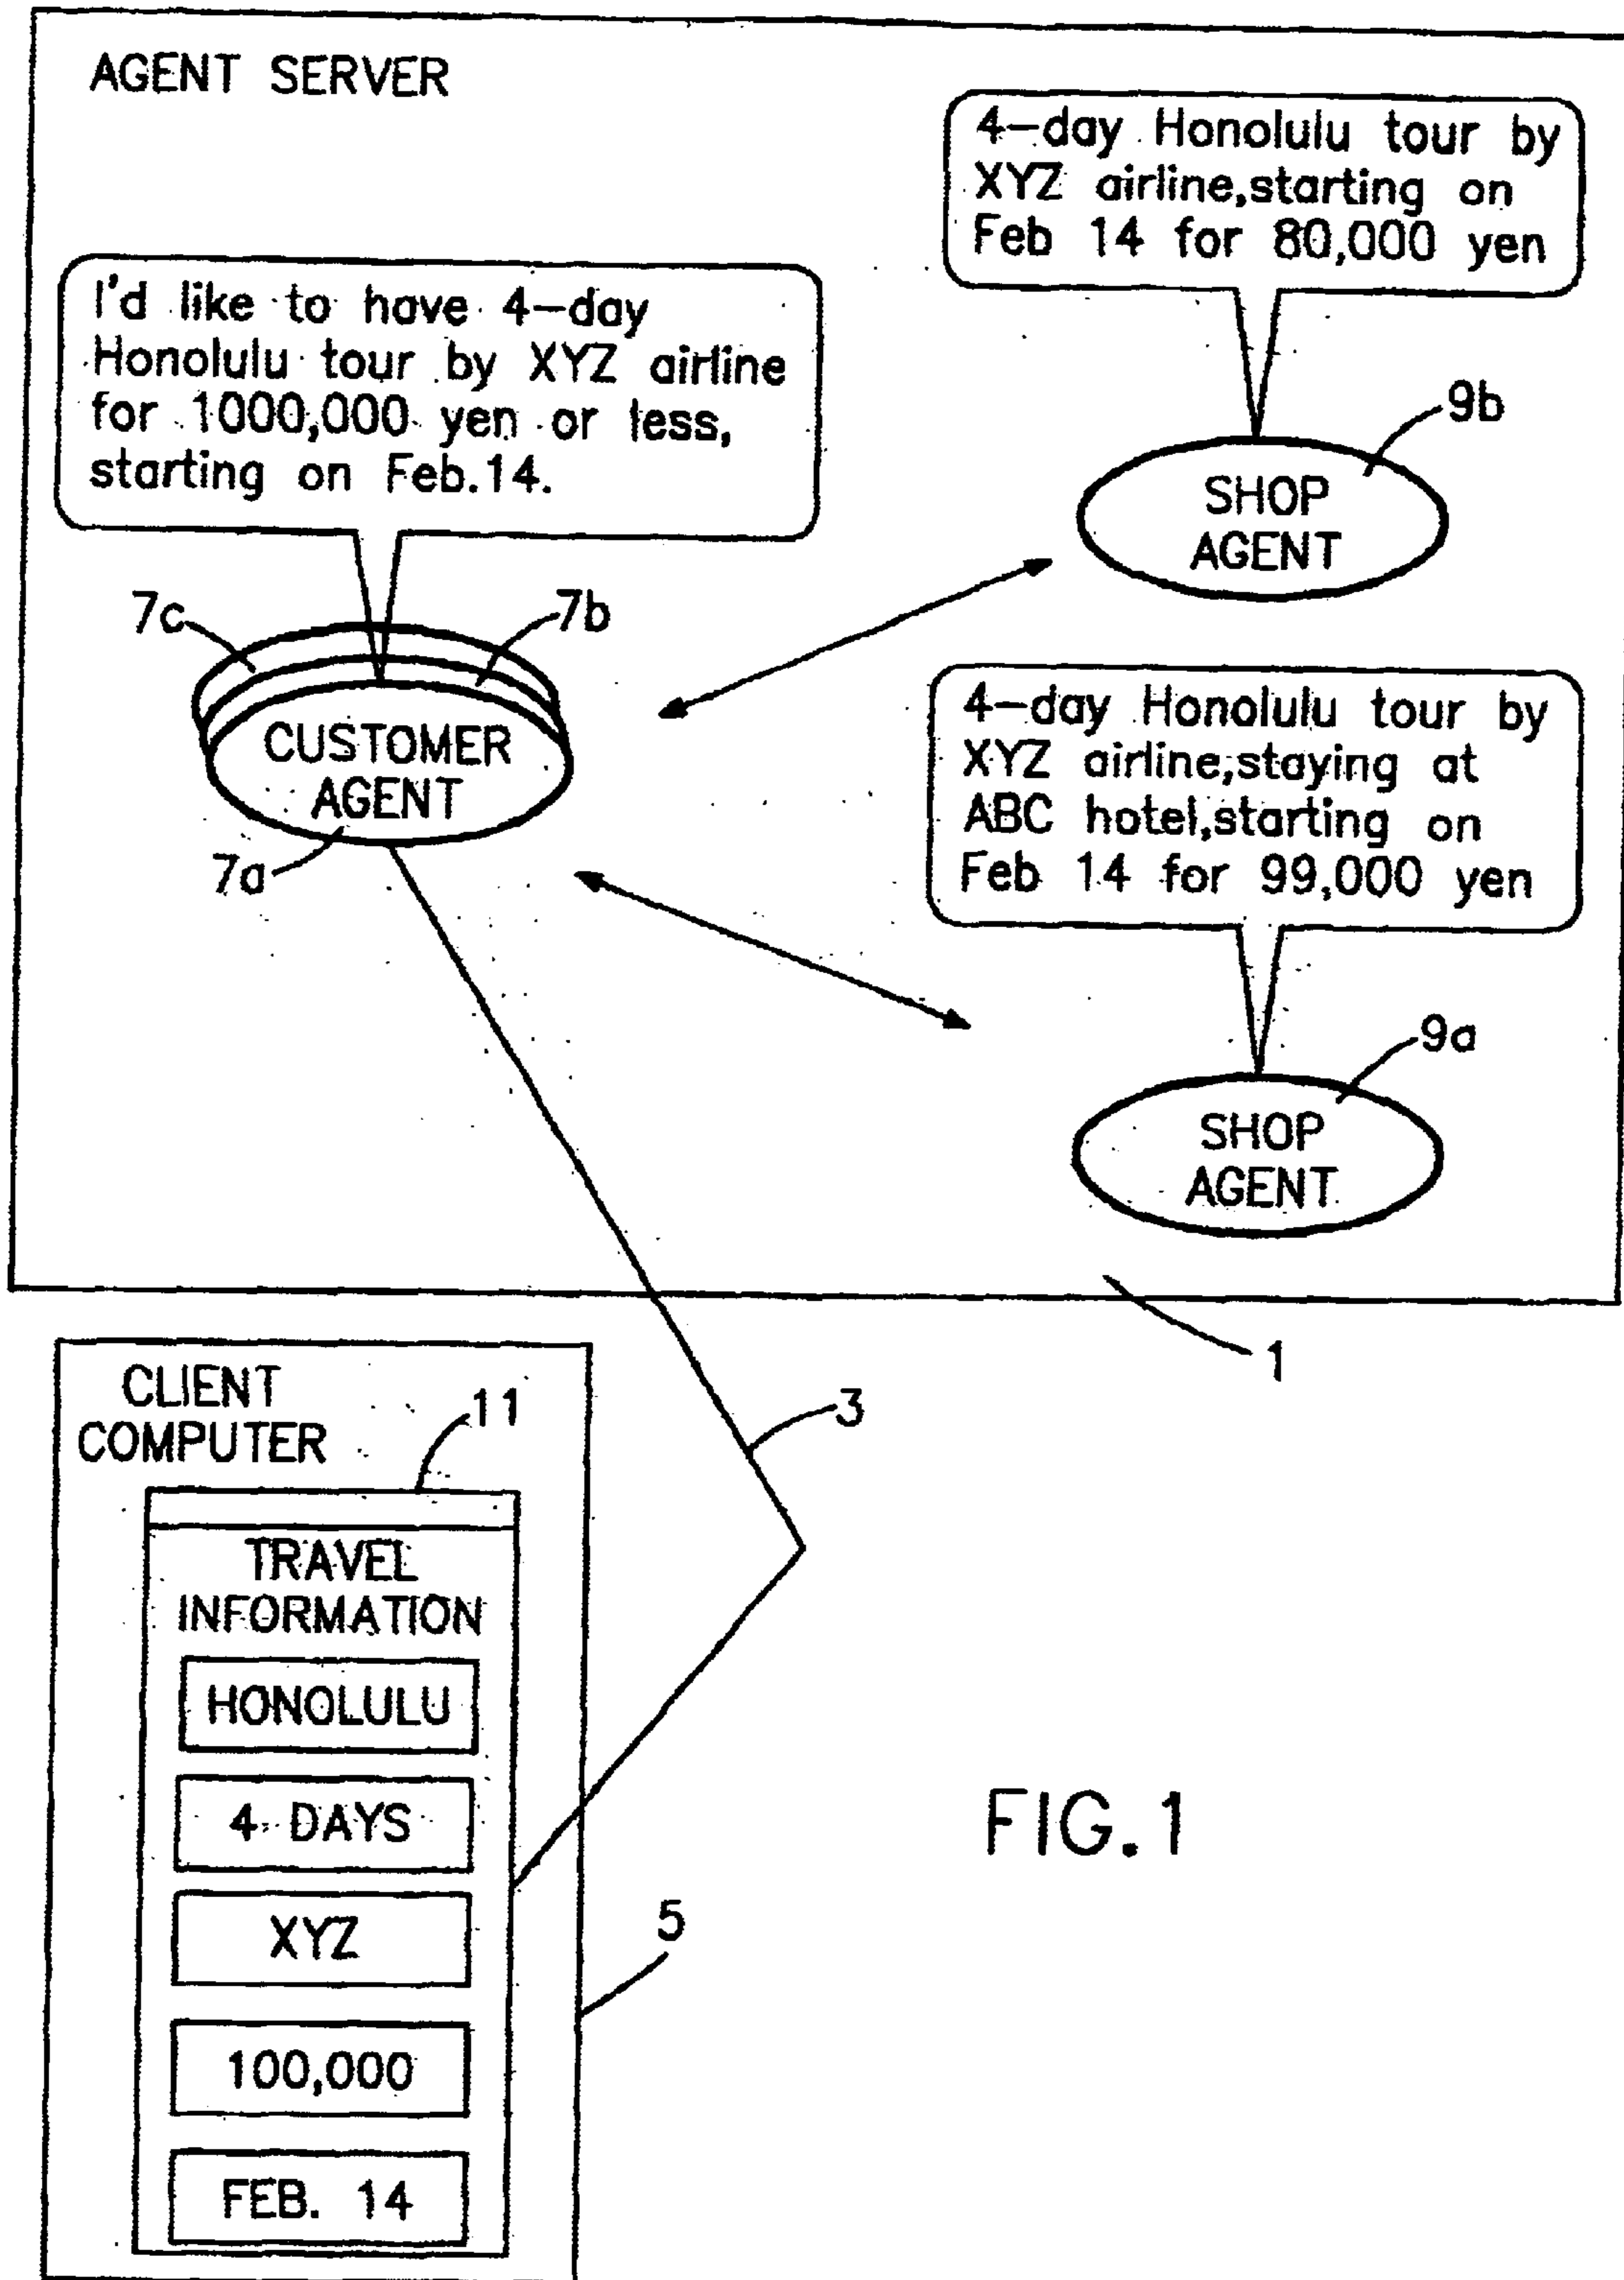 AGENT SERVER
4-day Honolulu tour by
XYZ airline,starting on
Feb 14 for 80,000 yen
I'd like to have 4-day
Honolulu tour by XYZ airline
for 1000,000 yen or less,
starting on Feb.14.
9b
SHOP
AGENT
7c
7b
CUSTOMER
AGENT
7a
4-day Honolulu tour by
XYZ airline,staying at
ABC hotel,starting on
Feb 14 for 99,000 yen
9a
SHOP
AGENT
1
CLIENT
COMPUTER
11
3
TRAVEL
INFORMATION
HONOLULU
4 DAYS
XYZ
100,000
FEB. 14
5
FIG.1